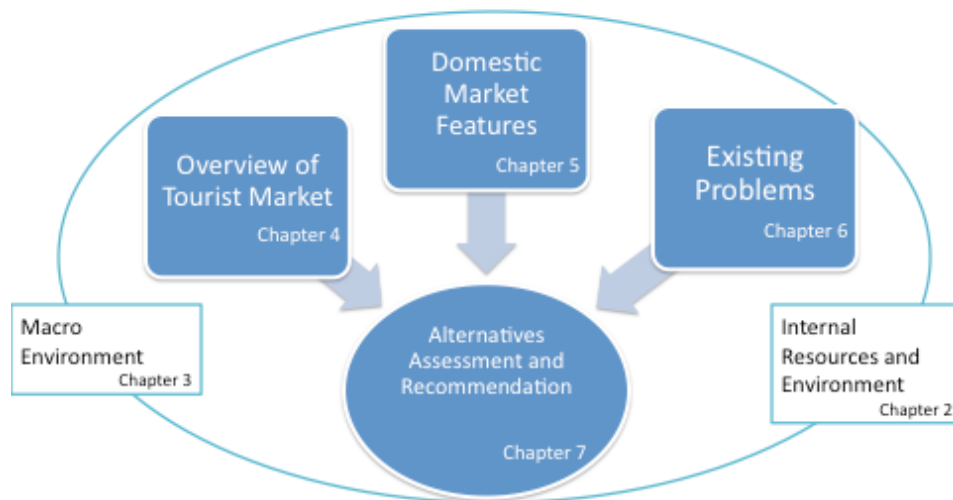 Domestic
Market
Features
Chapter 5
Overview of
Tourist Market
Chapter 4
Existing
Problems
Chapter 6
Macro
Environment
Chapter 3
Alternatives
Assessment and
Recommendation
Chapter 7
Internal
Resources and
Environment
Chapter 2